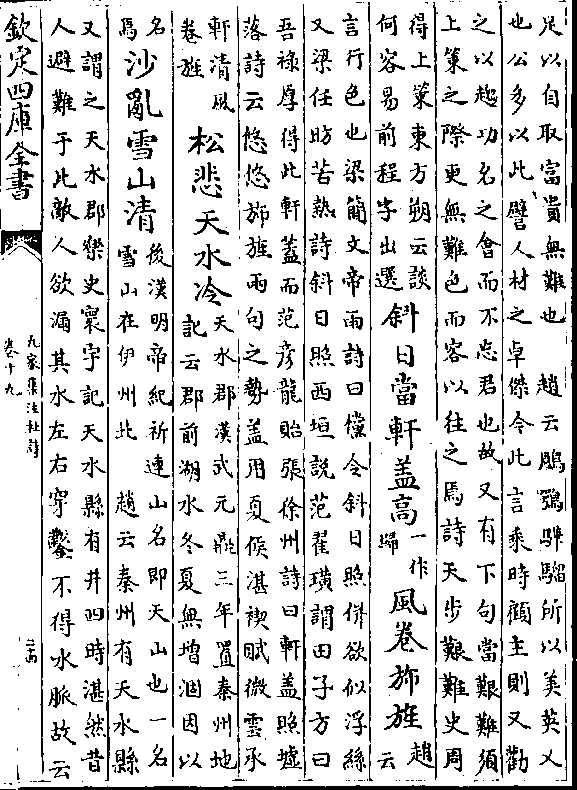 足以自取富貴無難也　趙云鵰鶚驊騮所以美英乂
也公多以此譬人材之卓傑今此言乘時顧主則又勸
之以趍功名之會而不忘君也故又有下句當艱難須
上策之際更無難色而容以往之焉詩天步艱難史周
得上策東方朔云談
何容易前程字出選
斜日當軒蓋高
一作
歸
風卷斾旌
趙
云
言行色也梁簡文帝雨詩曰儻令斜日照併欲似浮絲
又梁任昉苦熱詩斜日照西垣說范翟璜謂田子方曰
吾祿厚得此軒蓋而范彦龍貽張徐州詩曰軒蓋照墟
落詩云悠悠斾旌兩句之勢蓋用夏侯湛禊賦微雲承
軒清風
卷旌
松悲天水冷
天水郡漢武元鼎三年置秦州地
記云郡前湖水冬夏無增涸因以
名
焉
沙亂雪山清
後漢明帝紀祈連山名即天山也一名
雪山在伊州北　趙云秦州有天水縣
又謂之天水郡樂史寰宇記天水縣有井四時湛然昔
人避難于此敵人欲漏其水左右穿鑿不得水脈故云
欽定四庫全書
九家集注杜詩
卷十九